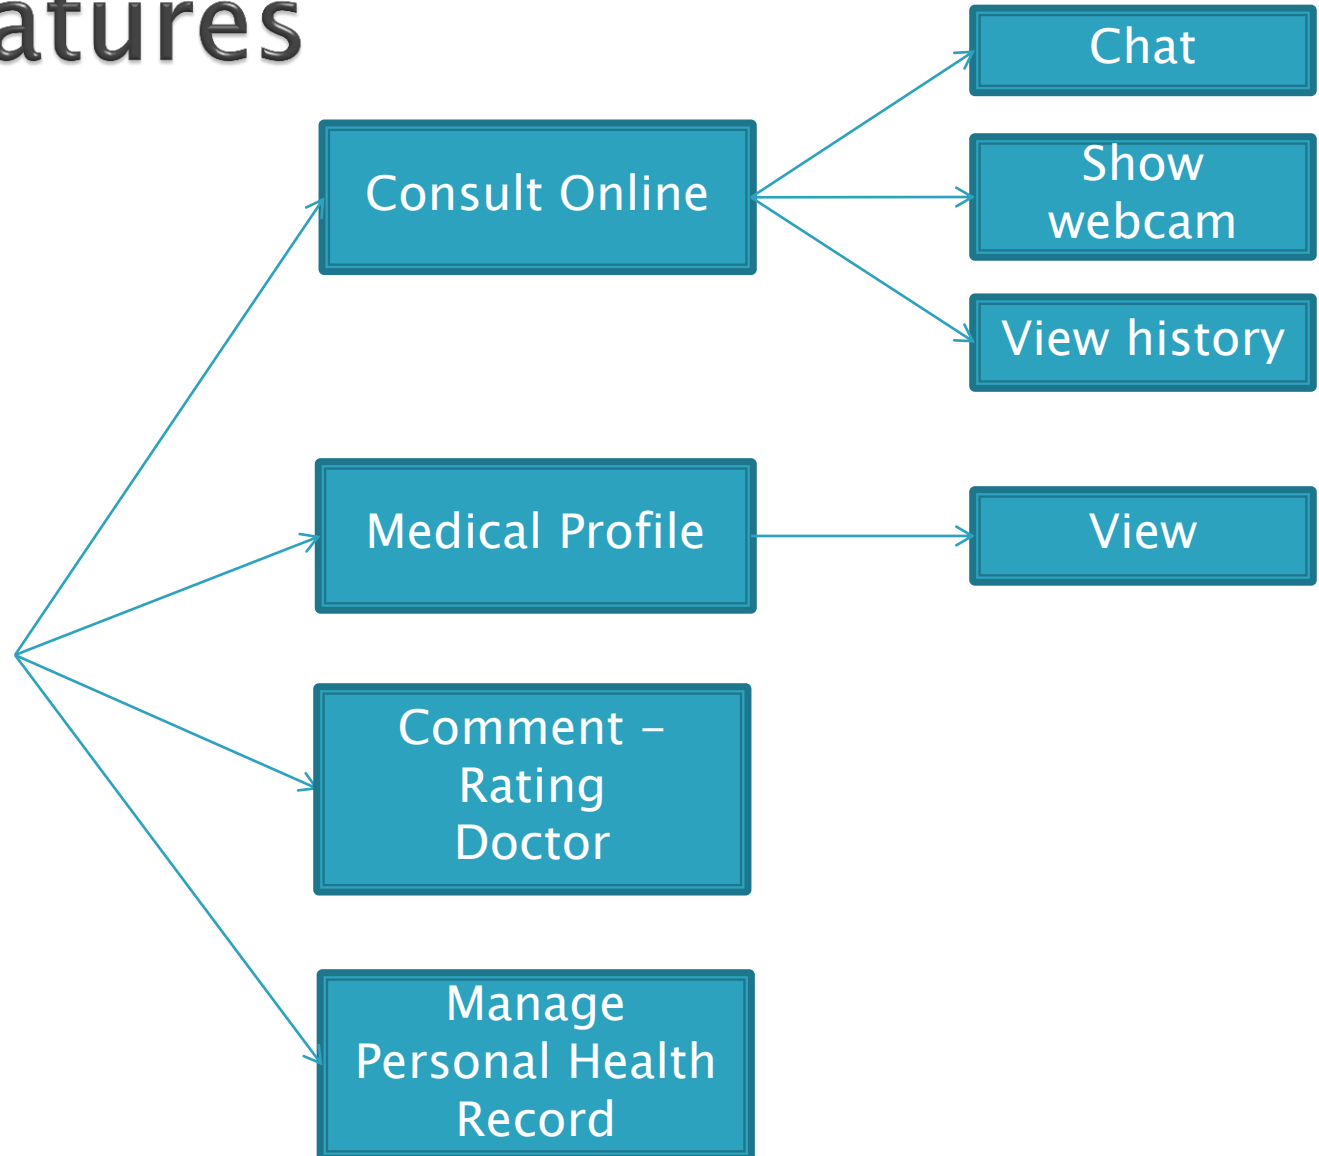 atures
Chat
Consult Online
Show
webcam
View history
Medical Profile
View
Comment –
Rating
Doctor
Manage
Personal Health
Record